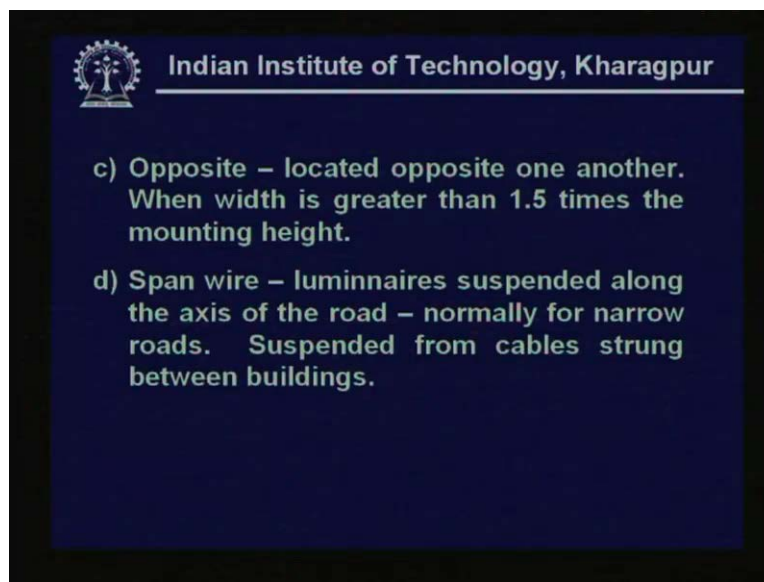 Indian Institute of Technology, Kharagpur
c) Opposite – located opposite one another.
When width is greater than 1.5 times the
mounting height.
d) Span wire – luminnaires suspended along
the axis of the road – normally for narrow
roads. Suspended from cables strung
between buildings.